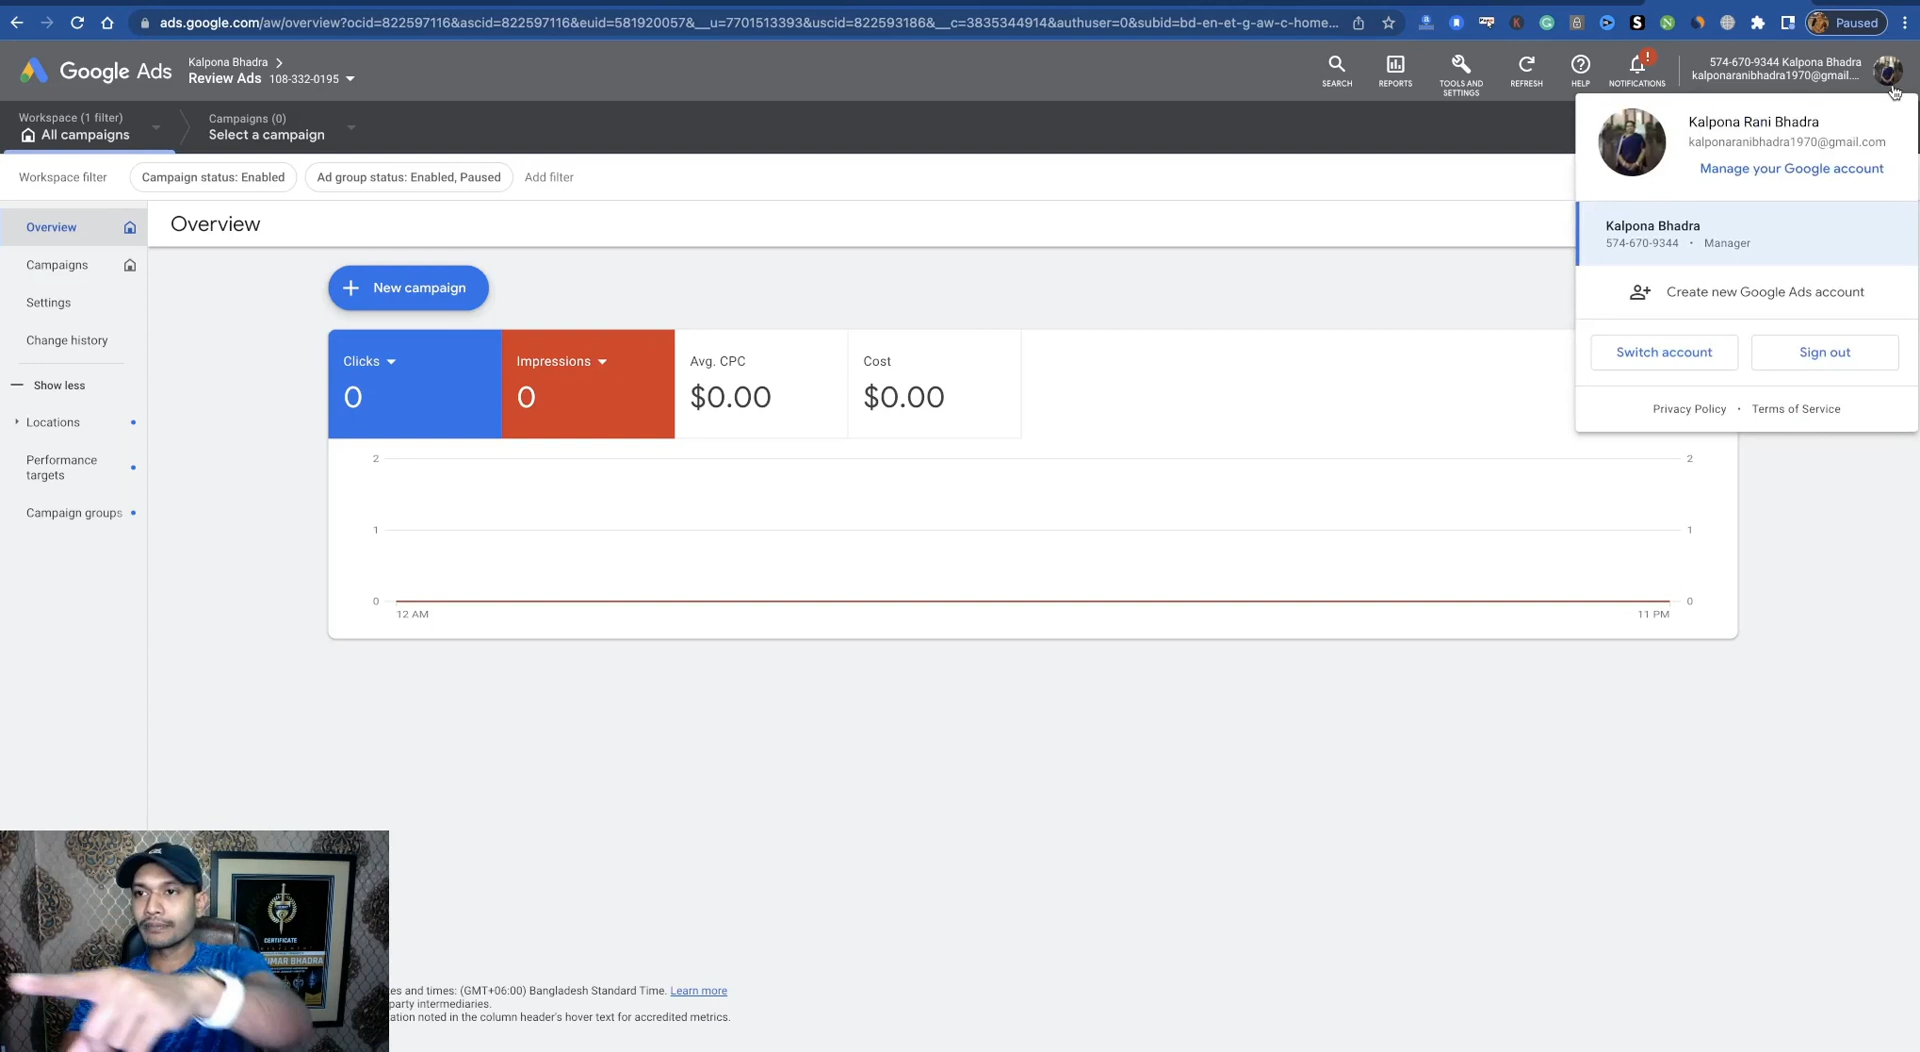 ads.google.com/aw/overview?ocid=822597116&ascid=822597116&euid=581920057&__u=7701513393&uscid=822593186&__c=3835344914&authuser=0&subid=bd-en-et-g-aw-c-home...
Paused
Google Ads
Kalpona Bhadra
Review Ads 108-332-0195
SEARCH
REPORTS
TOOLS AND
SETTINGS
REFRESH
HELP
NOTIFICATIONS
574-670-9344 Kalpona Bhadra
kalponaranibhadra1970@gmail....
Workspace (1 filter)
All campaigns
Campaigns (0)
Select a campaign
Workspace filter
Campaign status: Enabled
Ad group status: Enabled, Paused
Add filter
Kalpona Rani Bhadra
kalponaranibhadra1970@gmail.com
Manage your Google account
Kalpona Bhadra
574-670-9344 • Manager
Create new Google Ads account
Switch account
Sign out
Privacy Policy • Terms of Service
Overview
Campaigns
Settings
Change history
Show less
Locations
Performance
targets
Campaign groups
Overview
New campaign
Clicks
0
Impressions
0
Avg. CPC
$0.00
Cost
$0.00
2
2
1
1
0
0
12 AM
11 PM
CERTIFICATE
UMAR BHADRA
es and times: (GMT+06:00) Bangladesh Standard Time. Learn more
party intermediaries.
ation noted in the column header's hover text for accredited metrics.